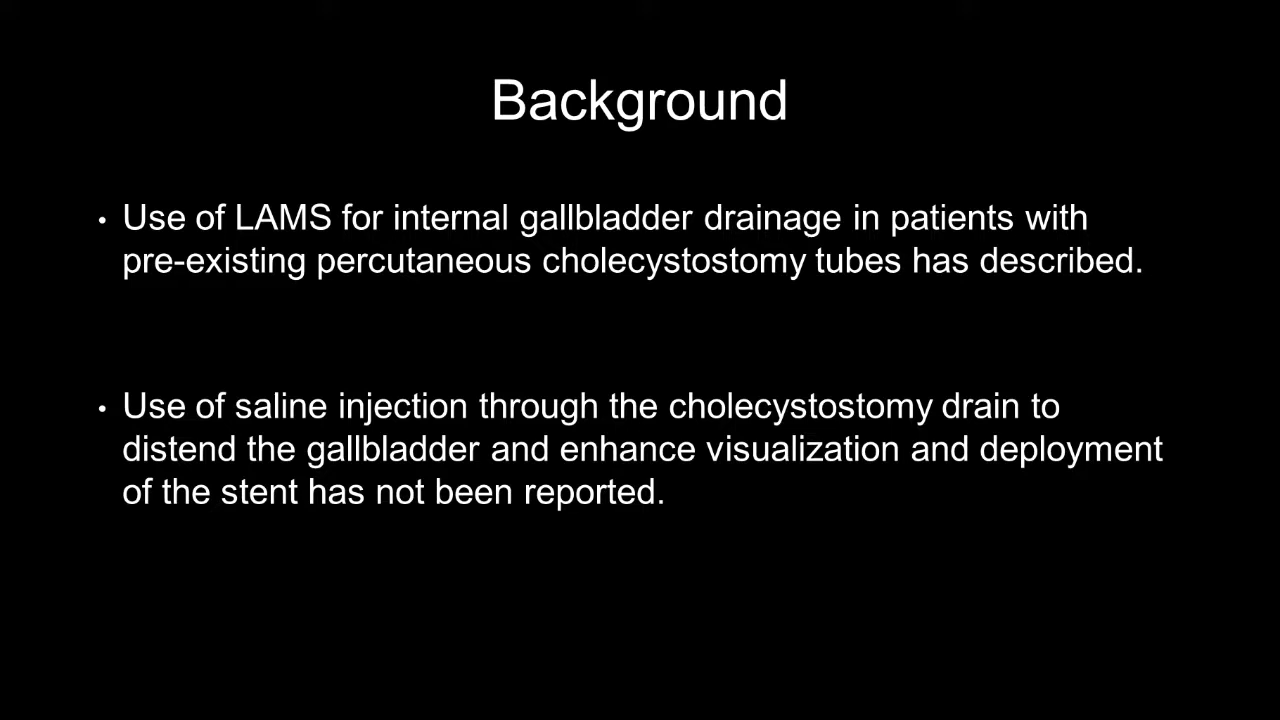 Background
• Use of LAMS for internal gallbladder drainage in patients with
pre-existing percutaneous cholecystostomy tubes has described.
• Use of saline injection through the cholecystostomy drain to
distend the gallbladder and enhance visualization and deployment
of the stent has not been reported.